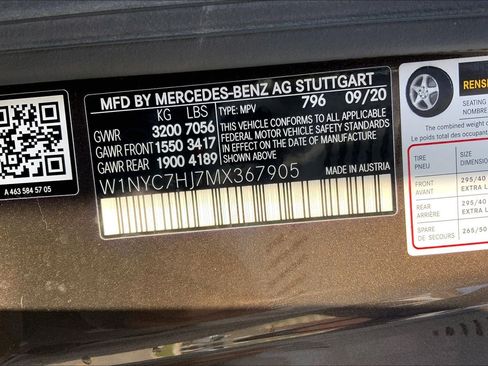 MFD BY MERCEDES-BENZ AG STUTTGART
KG LBS TYPE: MPV 796 09/20
GVWR 3200 7056
GAWR FRONT 1550 3417
GAWR REAR 1900 4189
THIS VEHICLE CONFORMS TO ALL APPLICABLE
FEDERAL MOTOR VEHICLE SAFETY STANDARDS
IN EFFECT ON THE DATE OF MANUFACTURE
SHOWN ABOVE.
MADE IN AUSTRIA
W1NYC7HJ7MX367905
A 463 584 57 05
SEATING
NOMBRE
The combined weight o
Le poids total des occupants
TIRE SIZE
PNEU DIMENS
FRONT 295/40
AVANT EXTRA L
REAR 295/40
ARRIÈRE EXTRA L
SPARE 265/50
DE SECOURS